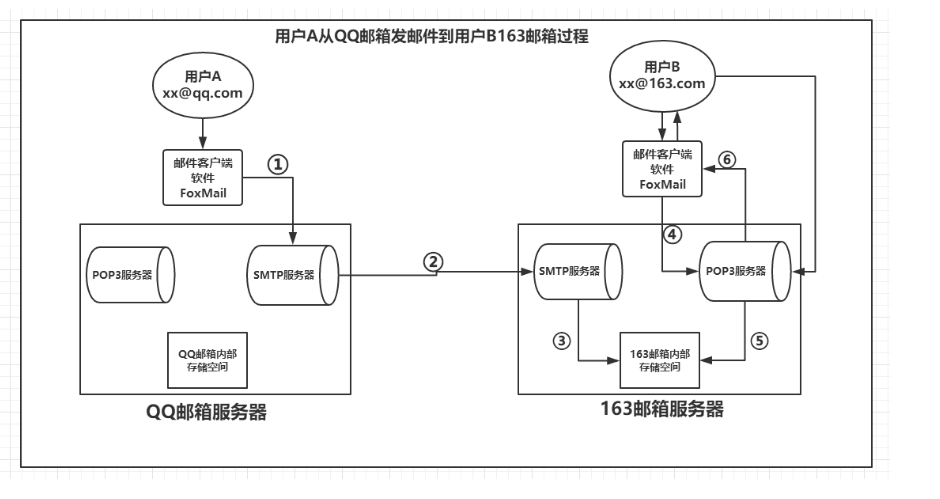 用户A从QQ邮箱发邮件到用户B163邮箱过程
用户A
xx@qq.com
邮件客户端
软件
FoxMail
①
POP3服务器
SMTP服务器
QQ邮箱内部
存储空间
QQ邮箱服务器
②
用户B
xx@163.com
邮件客户端
软件
FoxMail
⑥
④
SMTP服务器
POP3服务器
③
⑤
163邮箱内部
存储空间
163邮箱服务器